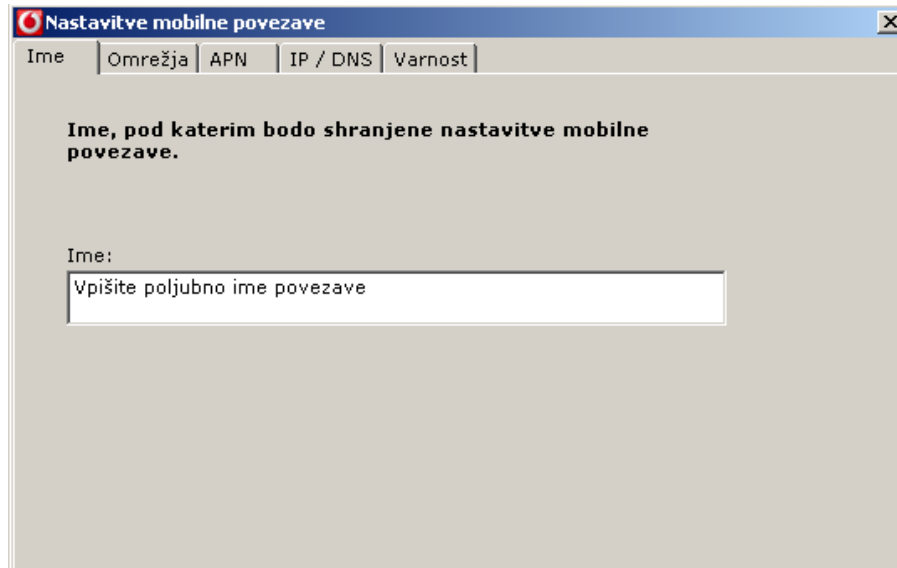 Nastavitve mobilne povezave
Ime Omrežja APN IP / DNS Varnost
Ime, pod katerim bodo shranjene nastavitve mobilne
povezave.
Ime:
Vpišite poljubno ime povezave